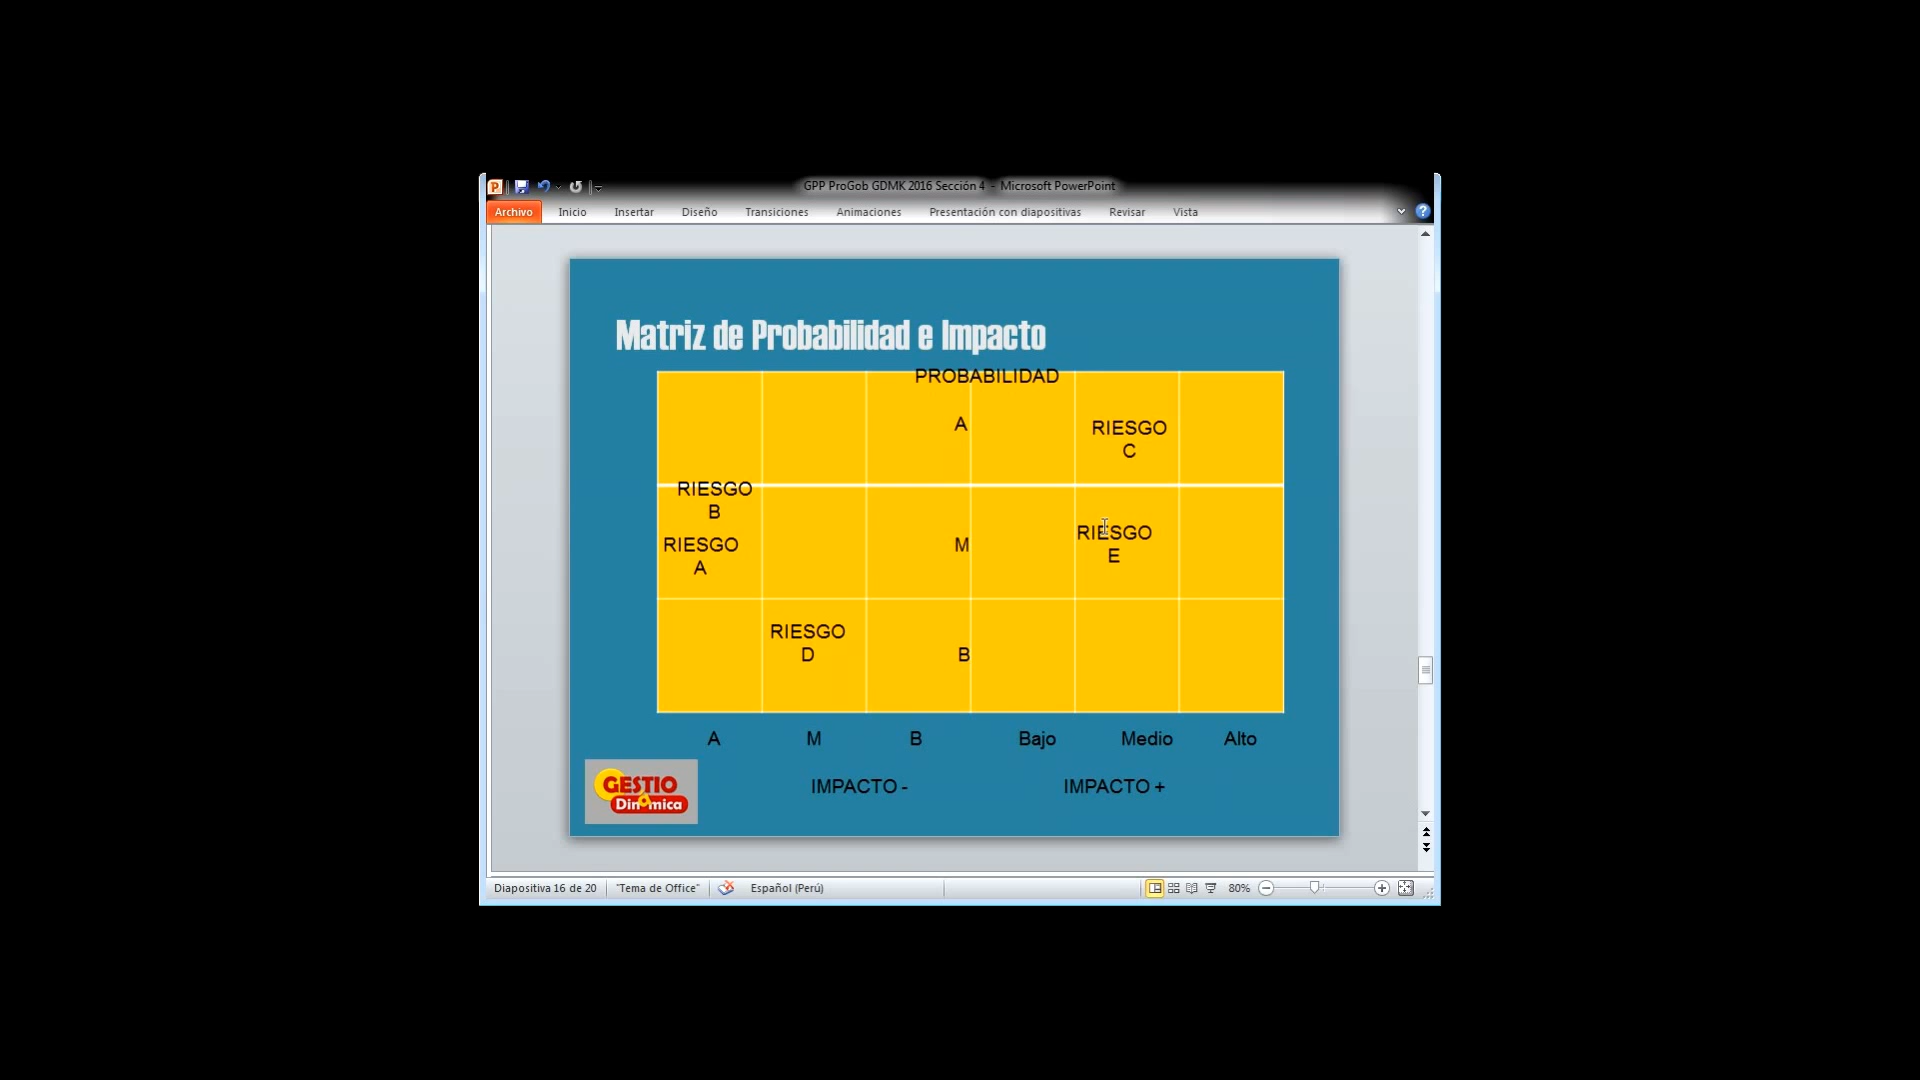 GPP ProGob GDMK 2016 Sección 4 - Microsoft PowerPoint
Archivo Inicio Insertar Diseño Transiciones Animaciones Presentación con diapositivas Revisar Vista
Matriz de Probabilidad e Impacto
PROBABILIDAD
A
RIESGO
C
RIESGO
B
RIESGO
A
M
RIESGO
E
RIESGO
D
B
A M B Bajo Medio Alto
IMPACTO - IMPACTO +
GESTIO
Dinámica
Diapositiva 16 de 20 "Tema de Office" Español (Perú) 80%